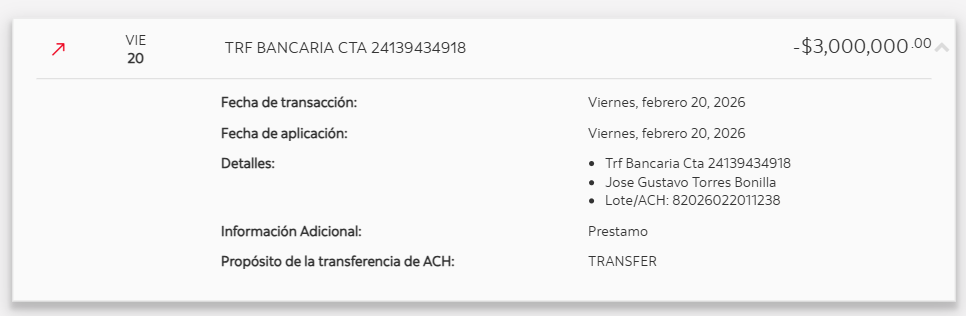 VIE
20
TRF BANCARIA CTA 24139434918
-$3,000,000.00
Fecha de transacción: Viernes, febrero 20, 2026
Fecha de aplicación: Viernes, febrero 20, 2026
Detalles:
• Trf Bancaria Cta 24139434918
• Jose Gustavo Torres Bonilla
• Lote/ACH: 82026022011238
Información Adicional: Prestamo
Propósito de la transferencia de ACH: TRANSFER